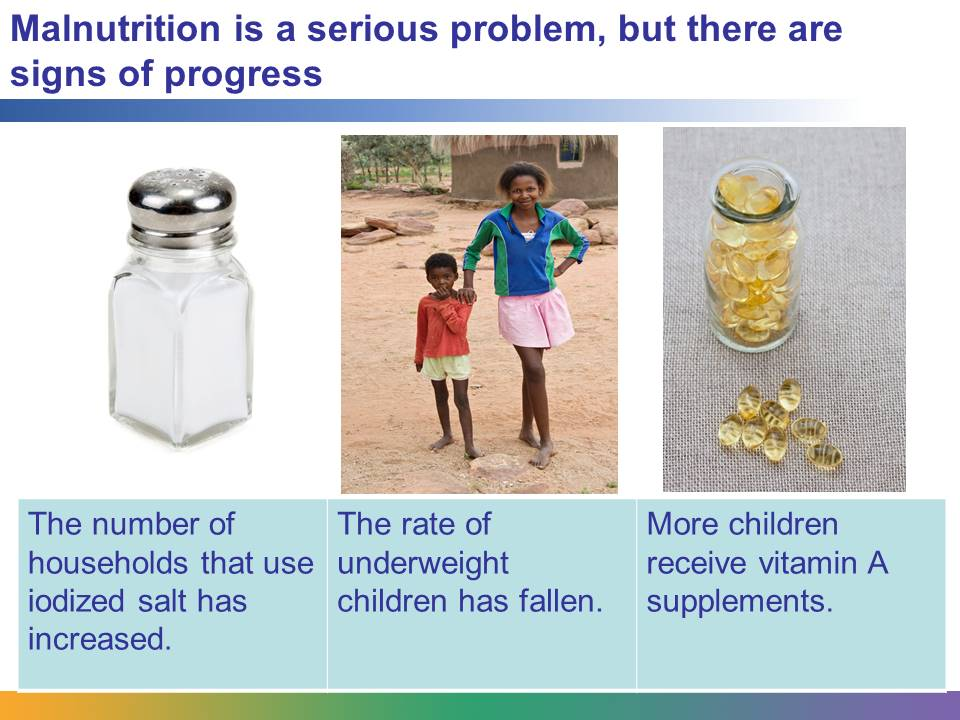 Malnutrition is a serious problem, but there are
signs of progress
The number of
households that use
iodized salt has
increased.
The rate of
underweight
children has fallen.
More children
receive vitamin A
supplements.